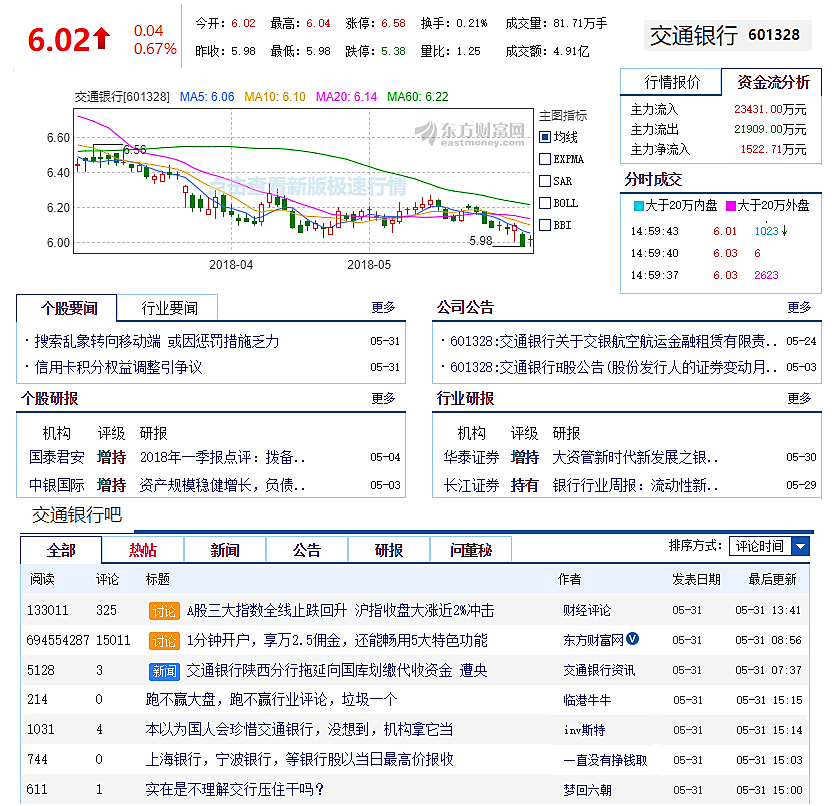 6.02 0.04
0.67%
今开: 6.02 最高: 6.04 涨停: 6.58 换手: 0.21% 成交量: 81.71万手
昨收: 5.98 最低: 5.98 跌停: 5.38 量比: 1.25 成交额: 4.91亿
交通银行 601328
交通银行[601328] MA5: 6.06 MA10: 6.10 MA20: 6.14 MA60: 6.22
6.60
6.40
6.20
6.00
6.56
5.98
东方财富网
eastmoney.com
点击查看新版极速行情
2018-04 2018-05
主图指标
均线
EXPMA
SAR
BOLL
BBI
行情报价 资金流分析
主力流入 23431.00万元
主力流出 21909.00万元
主力净流入 1522.71万元
分时成交
大于20万内盘 大于20万外盘
14:59:43 6.01 1023↓
14:59:40 6.03 6
14:59:37 6.03 2623
个股要闻 行业要闻 更多
·搜索乱象转向移动端 或因惩罚措施乏力 05-31
·信用卡积分权益调整引争议 05-31
公司公告 更多
·601328:交通银行关于交银航空航运金融租赁有限责.. 05-24
·601328:交通银行H股公告(股份发行人的证券变动月.. 05-03
个股研报 更多
机构 评级 研报
国泰君安 增持 2018年一季报点评: 拨备.. 05-04
中银国际 增持 资产规模稳健增长, 负债.. 05-03
行业研报 更多
机构 评级 研报
华泰证券 增持 大资管新时代新发展之银.. 05-30
长江证券 持有 银行行业周报: 流动性新.. 05-29
交通银行吧
全部 热帖 新闻 公告 研报 问董秘 排序方式: 评论时间
阅读 评论 标题 作者 发表日期 最后更新
133011 325 讨论 A股三大指数全线止跌回升 沪指收盘大涨近2%冲击 财经评论 05-31 05-31 13:41
694554287 15011 讨论 1分钟开户，享万2.5佣金，还能畅用5大特色功能 东方财富网 V 05-31 05-31 08:56
5128 3 新闻 交通银行陕西分行拖延向国库划缴代收资金 遭央 交通银行资讯 05-31 05-31 07:37
214 0 跑不赢大盘，跑不赢行业评论，垃圾一个 临港牛牛 05-31 05-31 15:15
1031 4 本以为国人会珍惜交通银行，没想到，机构拿它当 inv斯特 05-31 05-31 15:14
744 0 上海银行，宁波银行，等银行股以当日最高价报收 一直没有挣钱取 05-31 05-31 15:03
611 1 实在是不理解交行压住干吗？ 梦回六朝 05-31 05-31 15:00